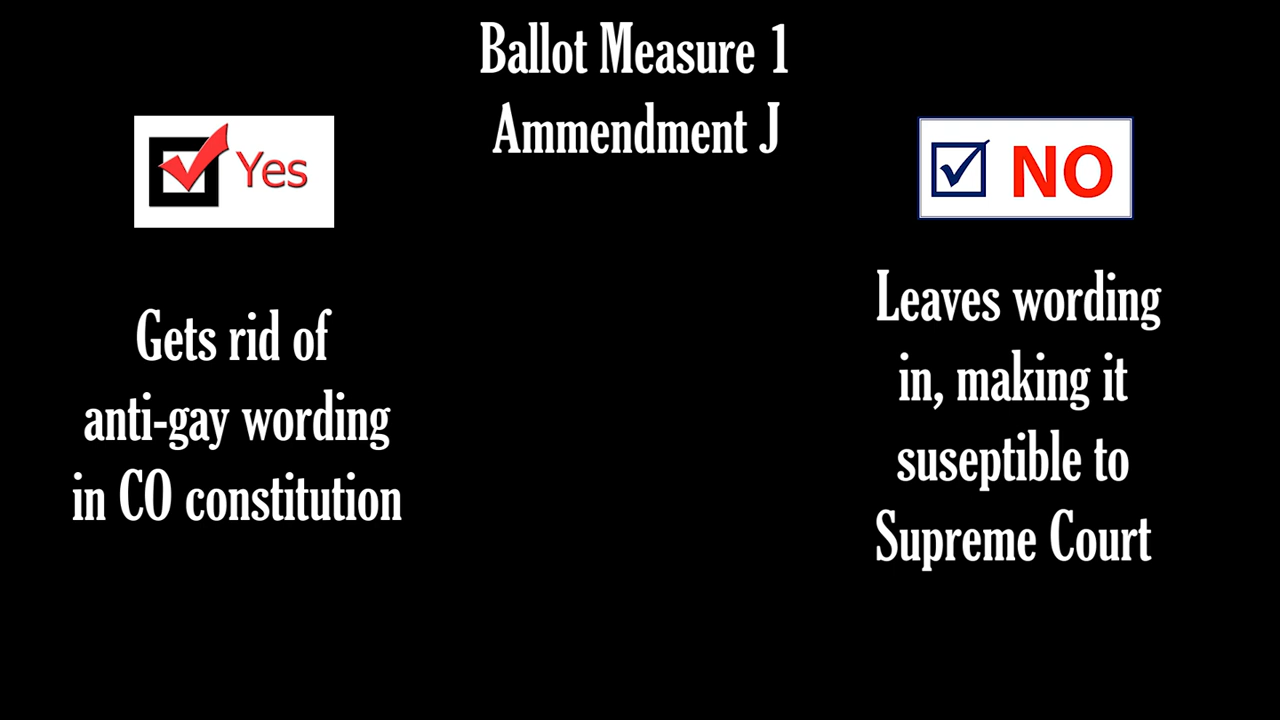 Ballot Measure 1
Ammendment J
Yes
Gets rid of
anti-gay wording
in CO constitution
NO
Leaves wording
in, making it
suseptible to
Supreme Court